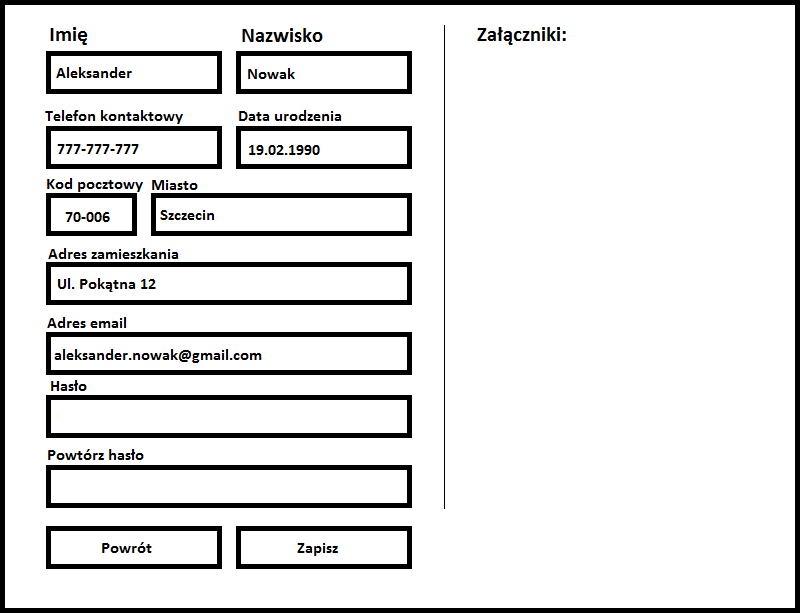 Imię Nazwisko Załączniki:
Aleksander Nowak
Telefon kontaktowy Data urodzenia
777-777-777 19.02.1990
Kod pocztowy Miasto
70-006 Szczecin
Adres zamieszkania
Ul. Pokątna 12
Adres email
aleksander.nowak@gmail.com
Hasło
Powtórz hasło
Powrót Zapisz